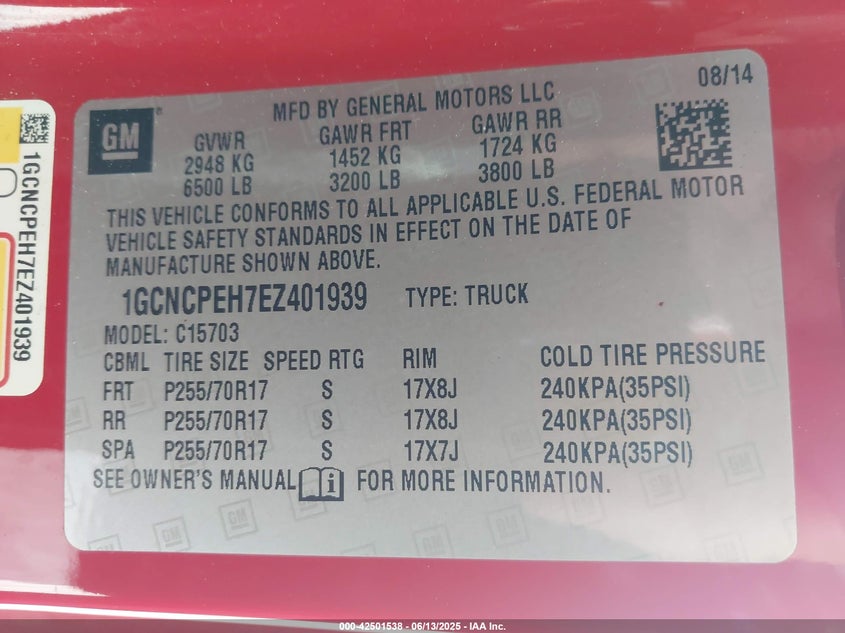 08/14
MFD BY GENERAL MOTORS LLC
GM
GVWR GAWR FRT GAWR RR
2948 KG 1452 KG 1724 KG
6500 LB 3200 LB 3800 LB
THIS VEHICLE CONFORMS TO ALL APPLICABLE U.S. FEDERAL MOTOR
VEHICLE SAFETY STANDARDS IN EFFECT ON THE DATE OF
MANUFACTURE SHOWN ABOVE.
1GCNCPEH7EZ401939 TYPE: TRUCK
MODEL: C15703
CBML TIRE SIZE SPEED RTG RIM COLD TIRE PRESSURE
FRT P255/70R17 S 17X8J 240KPA(35PSI)
RR P255/70R17 S 17X8J 240KPA(35PSI)
SPA P255/70R17 S 17X7J 240KPA(35PSI)
SEE OWNER'S MANUAL i FOR MORE INFORMATION.
1GCNCPEH7EZ401939
000-42501538 - 06/13/2025 - IAA Inc.